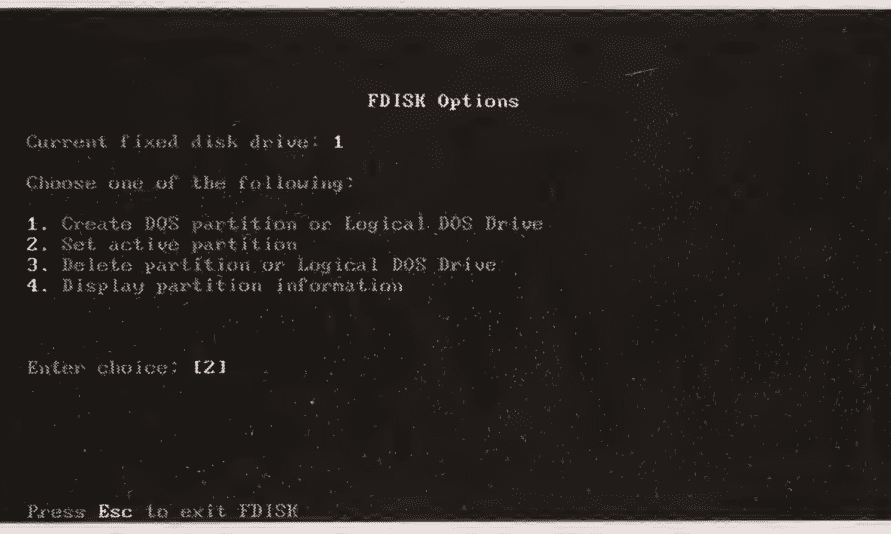 FDISK Options
Current fixed disk drive: 1
Choose one of the following:
1. Create DOS partition or Logical DOS Drive
2. Set active partition
3. Delete partition or Logical DOS Drive
4. Display partition information
Enter choice: [2]
Press Esc to exit FDISK